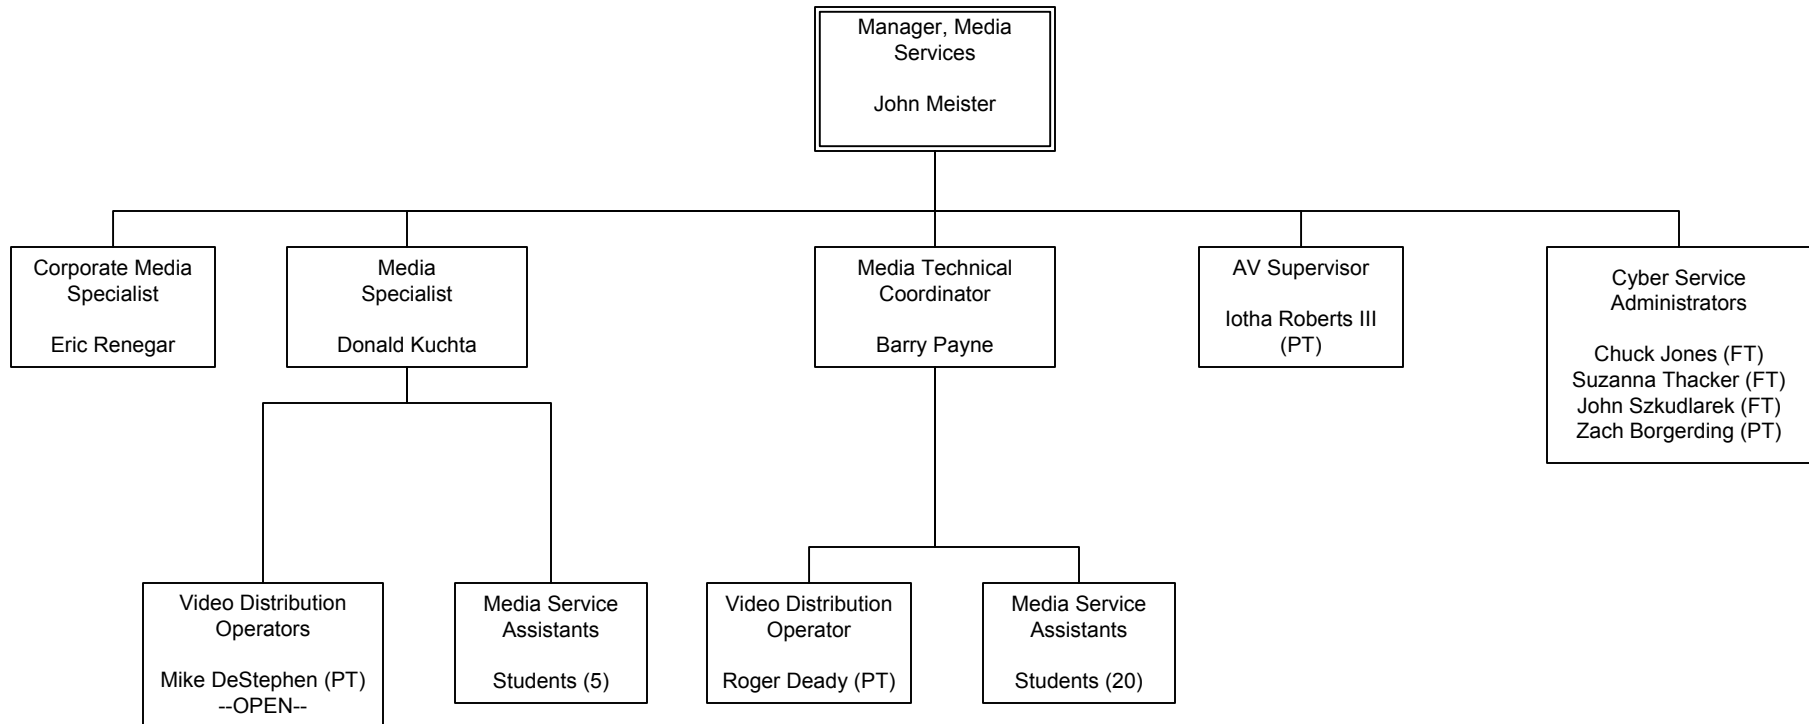 Manager, Media
Services
John Meister
Corporate Media
Specialist
Eric Renegar
Media
Specialist
Donald Kuchta
Media Technical
Coordinator
Barry Payne
AV Supervisor
Iotha Roberts III
(PT)
Cyber Service
Administrators
Chuck Jones (FT)
Suzanna Thacker (FT)
John Szkudlarek (FT)
Zach Borgerding (PT)
Video Distribution
Operators
Mike DeStephen (PT)
--OPEN--
Media Service
Assistants
Students (5)
Video Distribution
Operator
Roger Deady (PT)
Media Service
Assistants
Students (20)